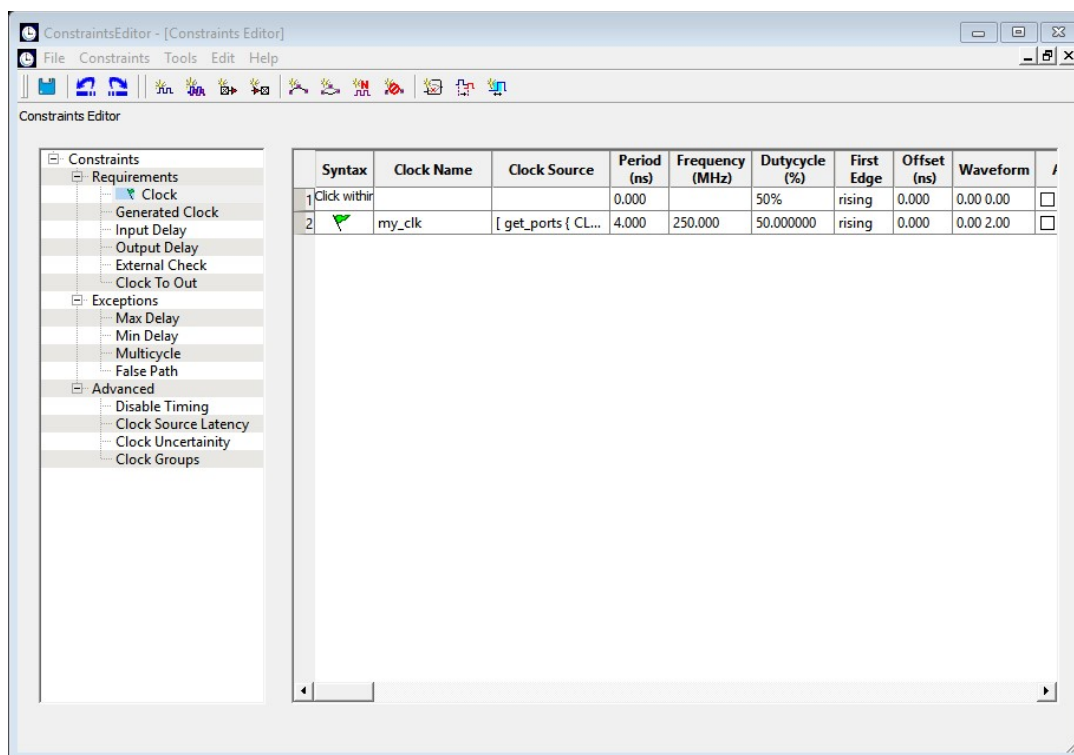 ConstraintsEditor - [Constraints Editor]
File Constraints Tools Edit Help
Constraints Editor
Constraints
Requirements
Clock
Generated Clock
Input Delay
Output Delay
External Check
Clock To Out
Exceptions
Max Delay
Min Delay
Multicycle
False Path
Advanced
Disable Timing
Clock Source Latency
Clock Uncertainity
Clock Groups
Syntax Clock Name Clock Source Period (ns) Frequency (MHz) Dutycycle (%) First Edge Offset (ns) Waveform
1 Click within 0.000 50% rising 0.000 0.00 0.00
2 my_clk [ get_ports { CL... 4.000 250.000 50.000000 rising 0.000 0.00 2.00